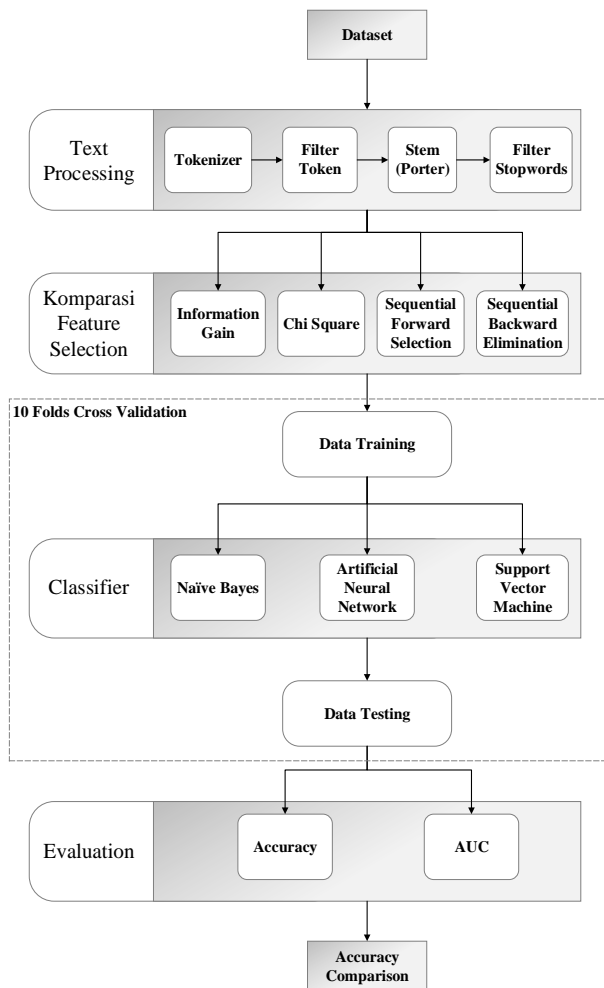 Dataset
Text
Processing
Tokenizer
Filter
Token
Stem
(Porter)
Filter
Stopwords
Komparasi
Feature
Selection
Information
Gain
Chi Square
Sequential
Forward
Selection
Sequential
Backward
Elimination
10 Folds Cross Validation
Data Training
Classifier
Naïve Bayes
Artificial
Neural
Network
Support
Vector
Machine
Data Testing
Evaluation
Accuracy
AUC
Accuracy
Comparison